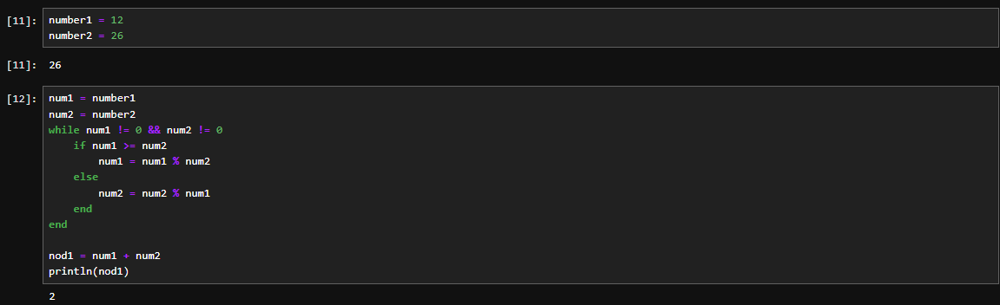 [11]: number1 = 12
number2 = 26
[11]: 26
[12]: num1 = number1
num2 = number2
while num1 != 0 && num2 != 0
    if num1 >= num2
        num1 = num1 % num2
    else
        num2 = num2 % num1
    end
end
nod1 = num1 + num2
println(nod1)
2